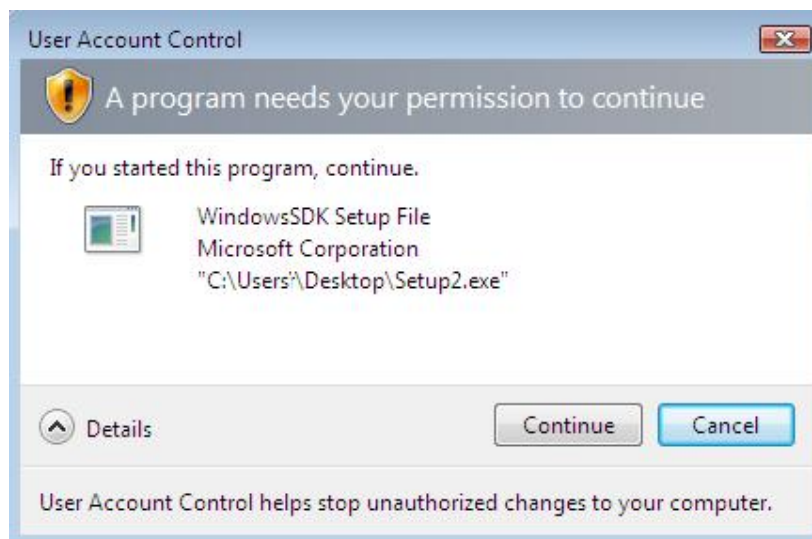 User Account Control
A program needs your permission to continue
If you started this program, continue.
WindowsSDK Setup File
Microsoft Corporation
"C:\Users\\Desktop\Setup2.exe"
Details
Continue
Cancel
User Account Control helps stop unauthorized changes to your computer.